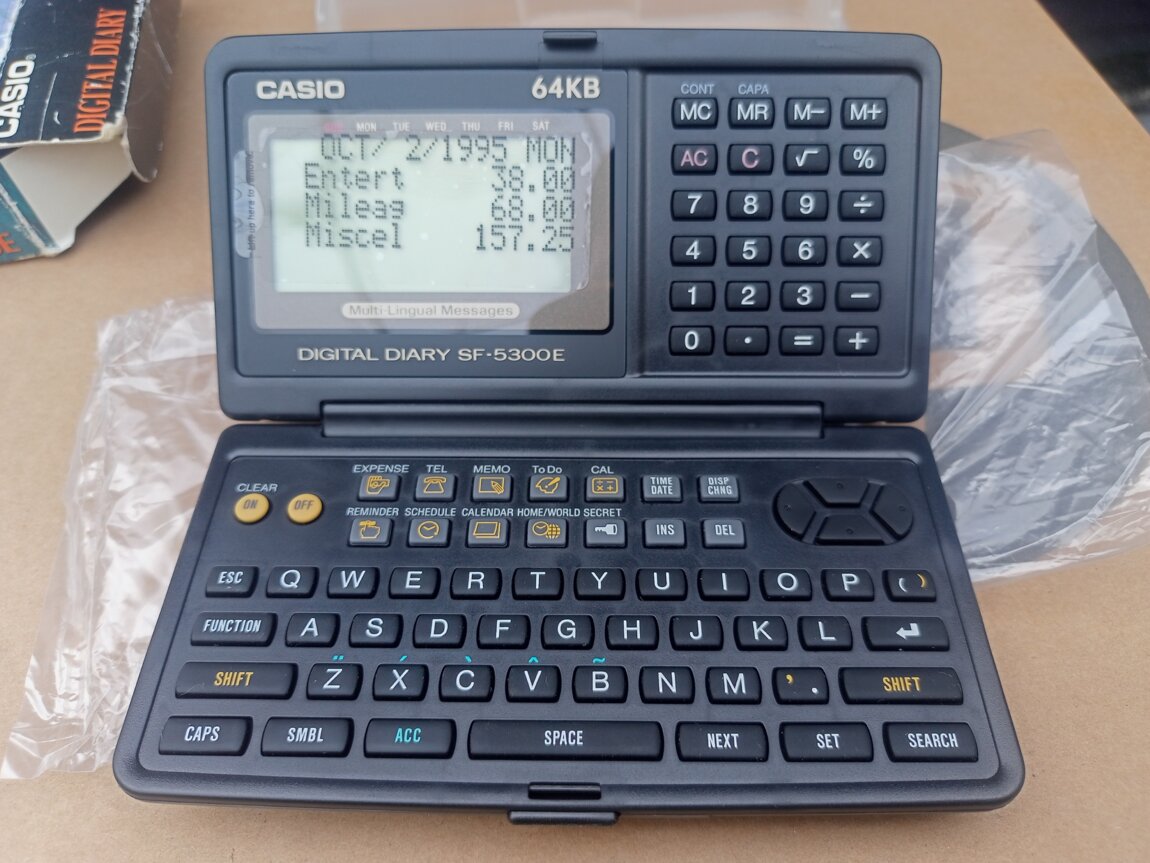 CASIO
DIGITAL DIARY
CASIO 64KB
SUN MON TUE WED THU FRI SAT
OCT/ 2/1995 MON
Entert 38.00
Mileag 68.00
Miscel 157.25
Multi-Lingual Messages
DIGITAL DIARY SF-5300E
CONT CAPA
MC MR M− M+
AC C √ %
7 8 9 ÷
4 5 6 ×
1 2 3 −
0 · = +
EXPENSE TEL MEMO To Do CAL
TIME DATE DISP CHNG
CLEAR
ON OFF
REMINDER SCHEDULE CALENDAR HOME/WORLD SECRET
INS DEL
ESC Q W E R T Y U I O P ( )
FUNCTION A S D F G H J K L
SHIFT Z X C V B N M , . SHIFT
CAPS SMBL ACC SPACE NEXT SET SEARCH